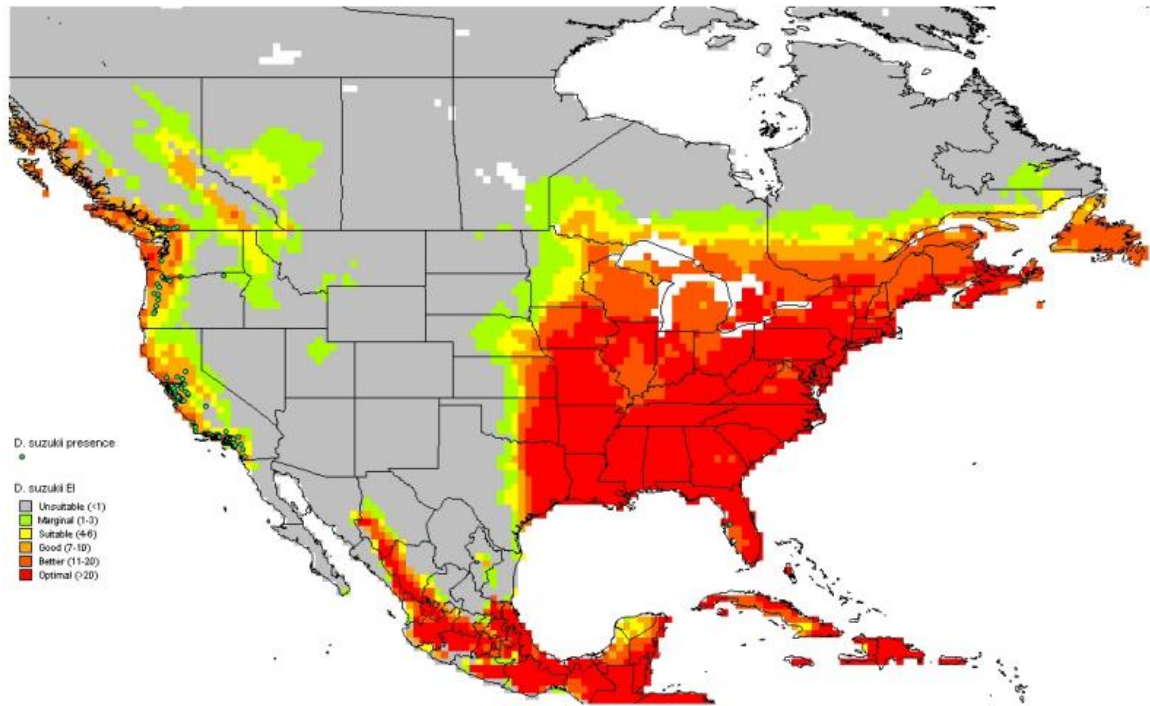 D. suzukii presence
D. suzukii EI
Unsuitable (<1)
Marginal (1-3)
Suitable (4-6)
Good (7-10)
Better (11-20)
Optimal (>20)